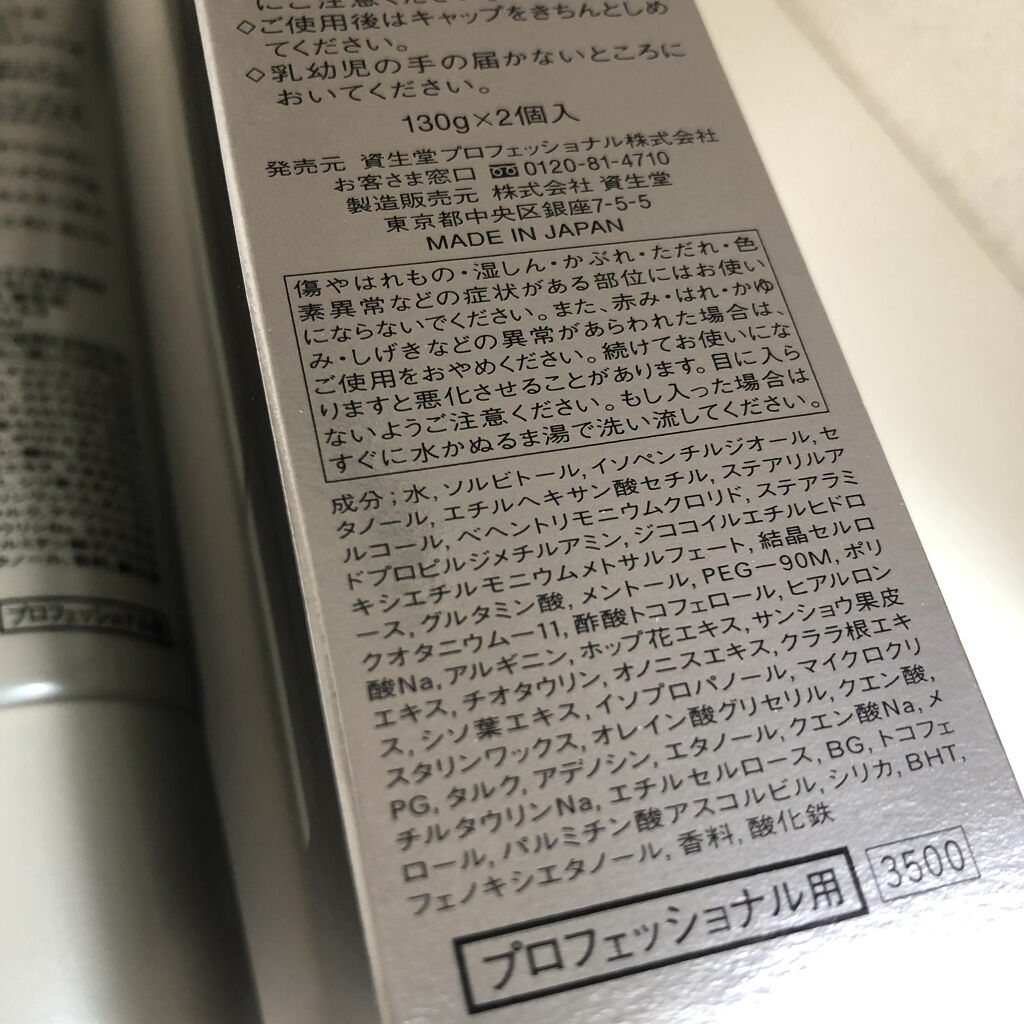 にご注意ください
◇ご使用後はキャップをきちんとしめ
てください。
◇乳幼児の手の届かないところに
おいてください。
130g×2個入
発売元 資生堂プロフェッショナル株式会社
お客さま窓口 0120-81-4710
製造販売元 株式会社 資生堂
東京都中央区銀座7-5-5
MADE IN JAPAN
傷やはれもの・湿しん・かぶれ・ただれ・色
素異常などの症状がある部位にはお使い
にならないでください。また、赤み・はれ・かゆ
み・しげきなどの異常があらわれた場合は、
ご使用をおやめください。続けてお使いにな
りますと悪化させることがあります。目に入ら
ないようご注意ください。もし入った場合は
すぐに水かぬるま湯で洗い流してください。
成分;水,ソルビトール,イソペンチルジオール,セ
タノール,エチルヘキサン酸セチル,ステアリルア
ルコール,ベヘントリモニウムクロリド,ステアラミ
ドプロピルジメチルアミン,ジココイルエチルヒドロ
キシエチルモニウムメトサルフェート,結晶セルロ
ース,グルタミン酸,メントール,PEG-90M,ポリ
クオタニウム-11,酢酸トコフェロール,ヒアルロン
酸Na,アルギニン,ホップ花エキス,サンショウ果皮
エキス,チオタウリン,オノニスエキス,クララ根エキ
ス,シソ葉エキス,イソプロパノール,マイクロクリ
スタリンワックス,オレイン酸グリセリル,クエン酸,
PG,タルク,アデノシン,エタノール,クエン酸Na,メ
チルタウリンNa,エチルセルロース,BG,トコフェ
ロール,パルミチン酸アスコルビル,シリカ,BHT,
フェノキシエタノール,香料,酸化鉄
プロフェッショナル用 3500
プロフェッショナル用